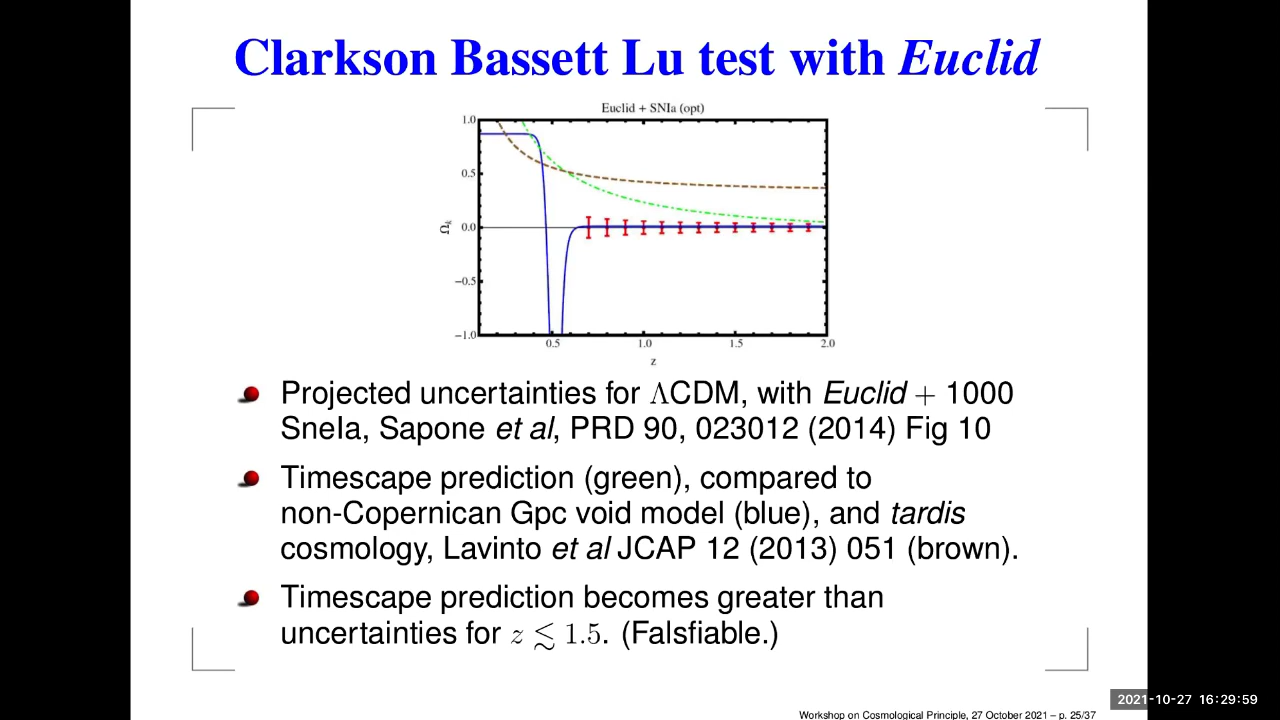 Clarkson Bassett Lu test with Euclid
Euclid + SNIa (opt)
1.0
0.5
0.0
−0.5
−1.0
Ωk
0.5 1.0 1.5 2.0
z
Projected uncertainties for ΛCDM, with Euclid + 1000
SneIa, Sapone et al, PRD 90, 023012 (2014) Fig 10
Timescape prediction (green), compared to
non-Copernican Gpc void model (blue), and tardis
cosmology, Lavinto et al JCAP 12 (2013) 051 (brown).
Timescape prediction becomes greater than
uncertainties for z ≲ 1.5. (Falsfiable.)
2021-10-27 16:29:59
Workshop on Cosmological Principle, 27 October 2021 – p. 25/37